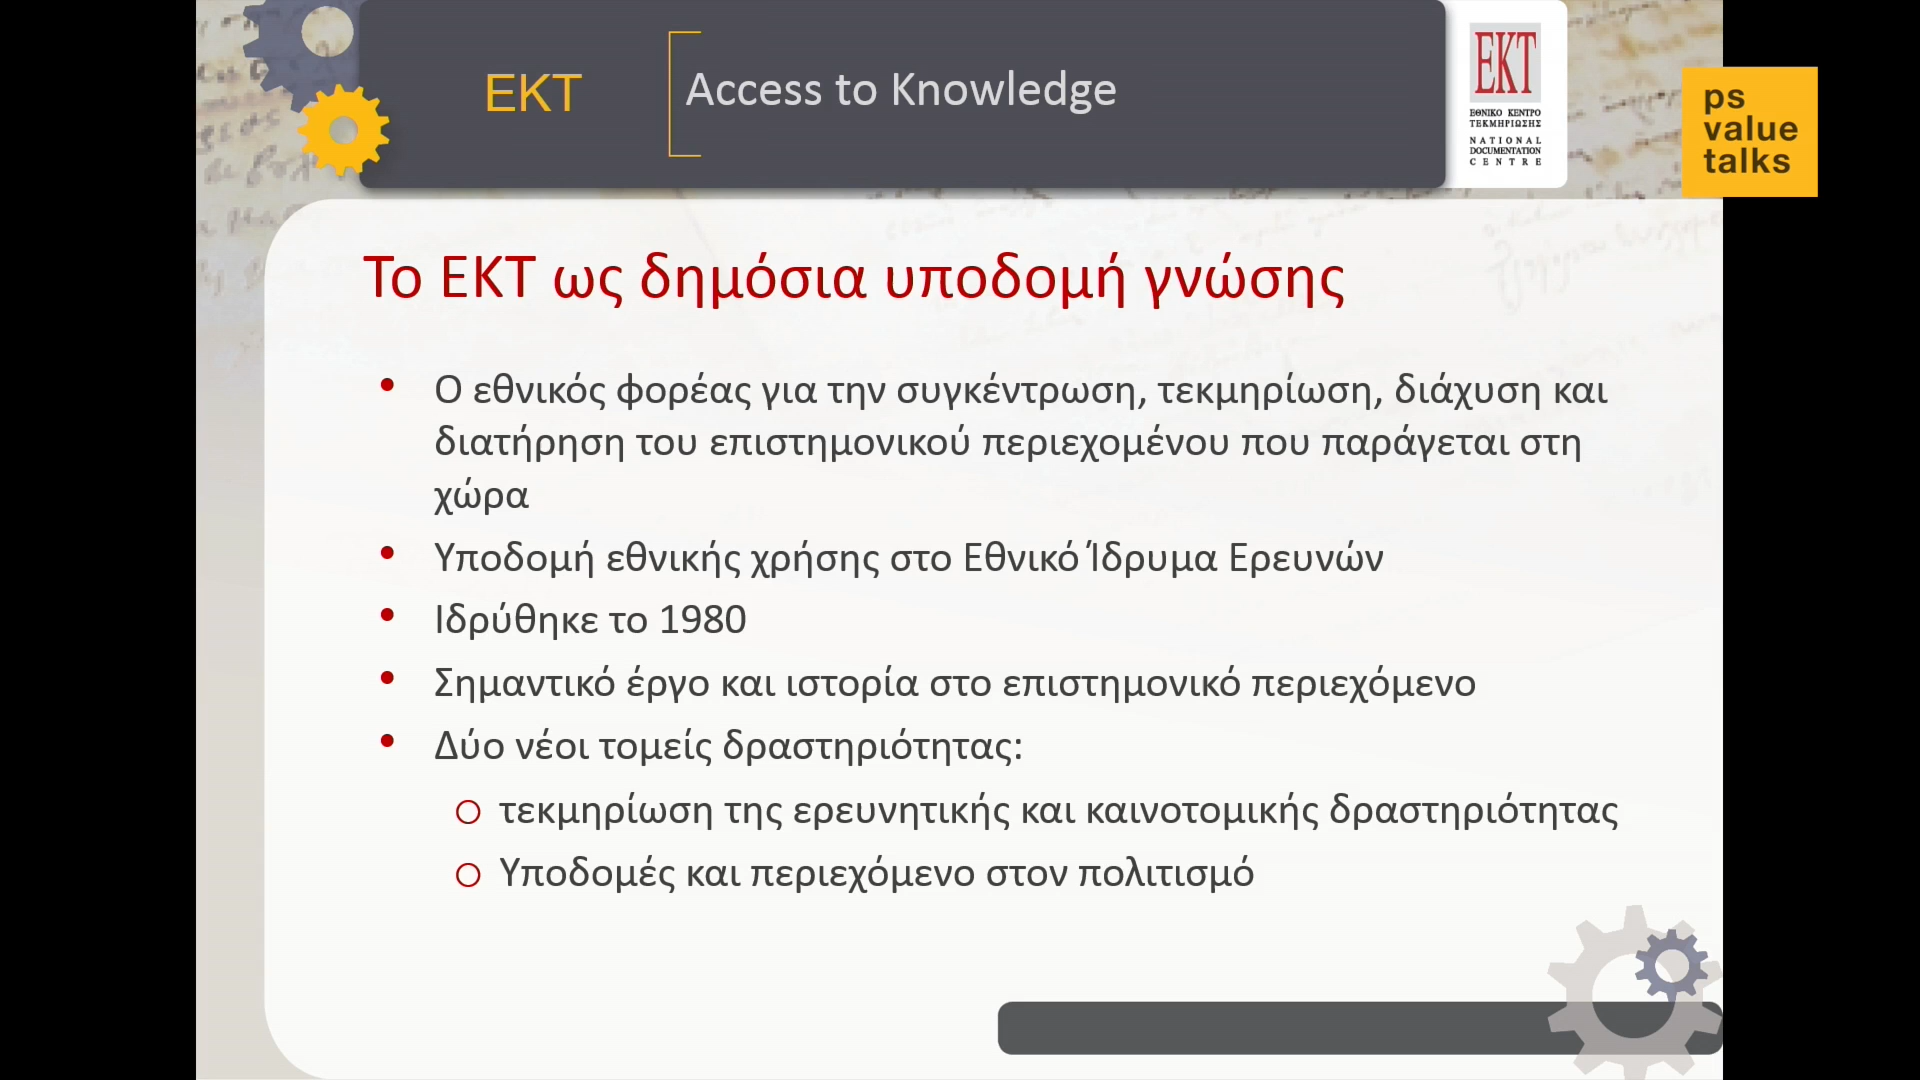 EKT
Access to Knowledge
ΕΚΤ
ΕΘΝΙΚΟ ΚΕΝΤΡΟ
ΤΕΚΜΗΡΙΩΣΗΣ
NATIONAL
DOCUMENTATION
CENTRE
ps
value
talks
Το ΕΚΤ ως δημόσια υποδομή γνώσης
• Ο εθνικός φορέας για την συγκέντρωση, τεκμηρίωση, διάχυση και
διατήρηση του επιστημονικού περιεχομένου που παράγεται στη
χώρα
• Υποδομή εθνικής χρήσης στο Εθνικό Ίδρυμα Ερευνών
• Ιδρύθηκε το 1980
• Σημαντικό έργο και ιστορία στο επιστημονικό περιεχόμενο
• Δύο νέοι τομείς δραστηριότητας:
o τεκμηρίωση της ερευνητικής και καινοτομικής δραστηριότητας
o Υποδομές και περιεχόμενο στον πολιτισμό